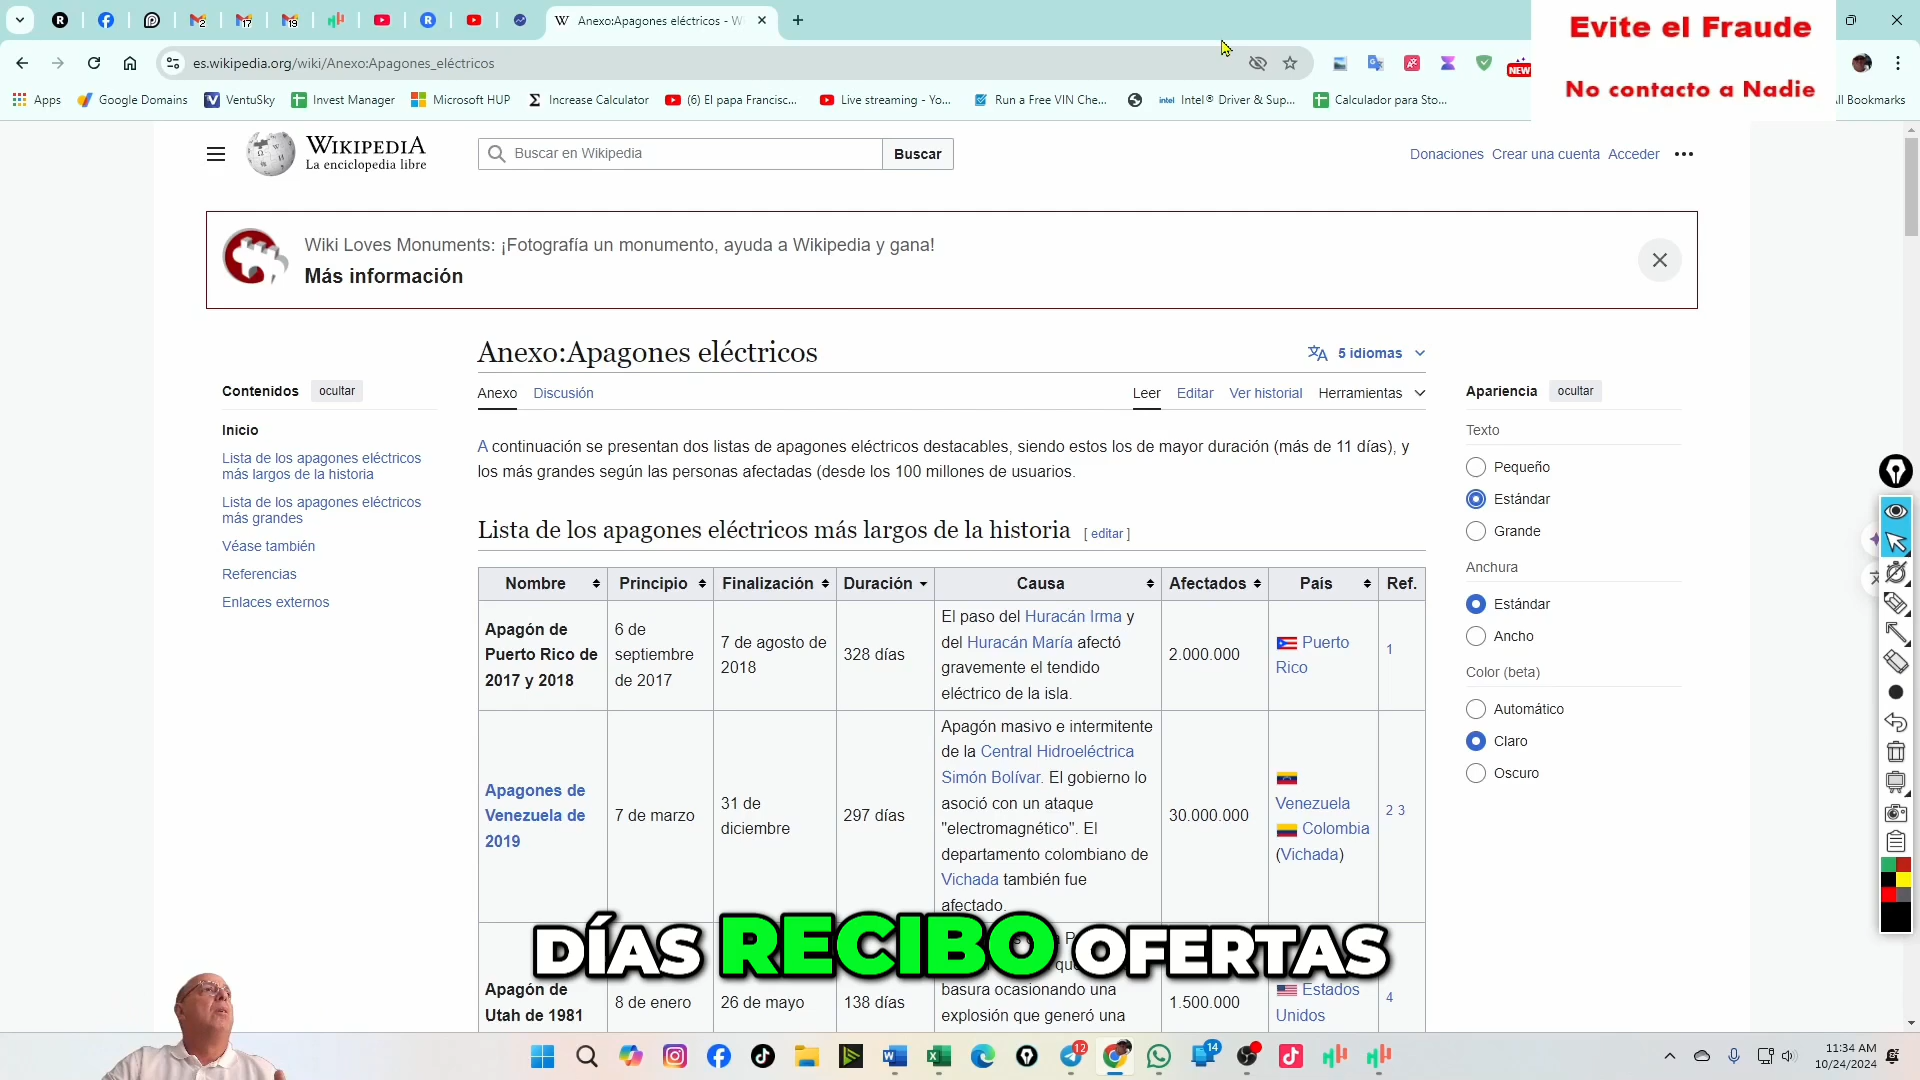 Anexo:Apagones eléctricos - W
Evite el Fraude
No contacto a Nadie
es.wikipedia.org/wiki/Anexo:Apagones_eléctricos
NEW
Apps
Google Domains
VentuSky
Invest Manager
Microsoft HUP
Increase Calculator
(6) El papa Francisc...
Live streaming - Yo...
Run a Free VIN Che...
Intel® Driver & Sup...
Calculador para Sto...
All Bookmarks
WIKIPEDIA
La enciclopedia libre
Buscar en Wikipedia
Buscar
Donaciones Crear una cuenta Acceder
Wiki Loves Monuments: ¡Fotografía un monumento, ayuda a Wikipedia y gana!
Más información
Anexo:Apagones eléctricos
5 idiomas
Contenidos ocultar
Inicio
Lista de los apagones eléctricos
más largos de la historia
Lista de los apagones eléctricos
más grandes
Véase también
Referencias
Enlaces externos
Anexo Discusión
Leer Editar Ver historial Herramientas
A continuación se presentan dos listas de apagones eléctricos destacables, siendo estos los de mayor duración (más de 11 días), y
los más grandes según las personas afectadas (desde los 100 millones de usuarios.
Lista de los apagones eléctricos más largos de la historia [ editar ]
Nombre Principio Finalización Duración Causa Afectados País Ref.
Apagón de
Puerto Rico de
2017 y 2018
6 de
septiembre
de 2017
7 de agosto de
2018
328 días
El paso del Huracán Irma y
del Huracán María afectó
gravemente el tendido
eléctrico de la isla.
2.000.000
Puerto
Rico
1
Apagones de
Venezuela de
2019
7 de marzo
31 de
diciembre
297 días
Apagón masivo e intermitente
de la Central Hidroeléctrica
Simón Bolívar. El gobierno lo
asoció con un ataque
"electromagnético". El
departamento colombiano de
Vichada también fue
afectado.
30.000.000
Venezuela
Colombia
(Vichada)
2 3
Apagón de
Utah de 1981
8 de enero
26 de mayo
138 días
basura ocasionando una
explosión que generó una
1.500.000
Estados
Unidos
4
Apariencia ocultar
Texto
Pequeño
Estándar
Grande
Anchura
Estándar
Ancho
Color (beta)
Automático
Claro
Oscuro
DÍAS RECIBO OFERTAS
12
14
11:34 AM
10/24/2024